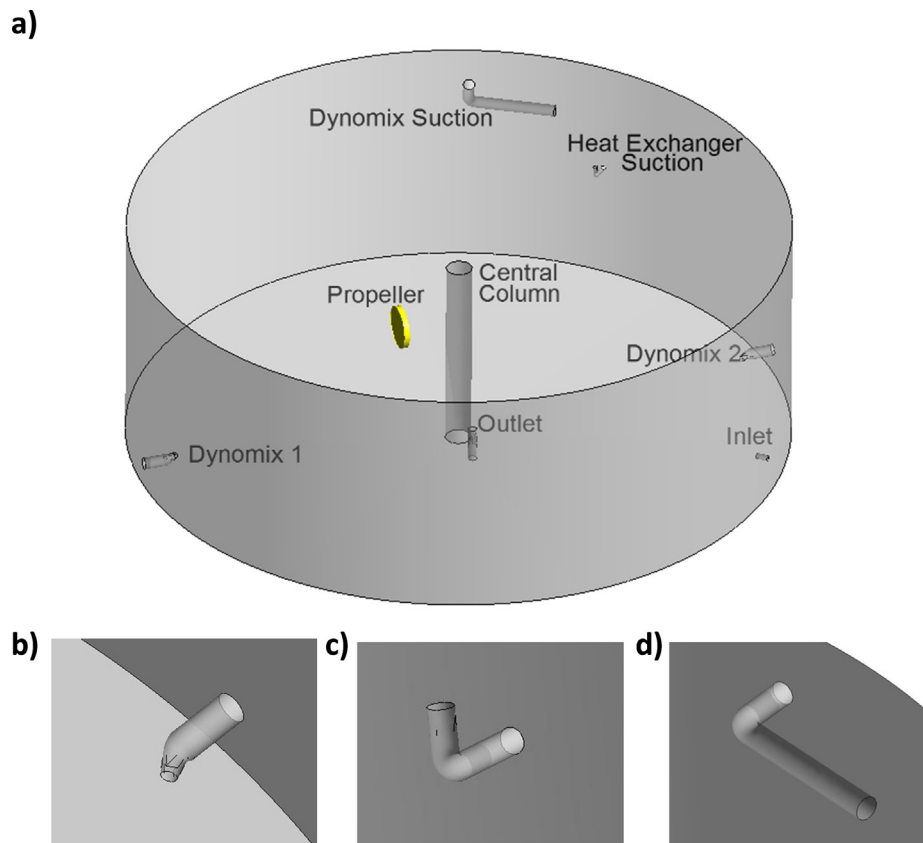 a)
Dynomix Suction
Heat Exchanger
Suction
Central
Column
Propeller
Dynomix 2
Outlet
Inlet
Dynomix 1
b)
c)
d)